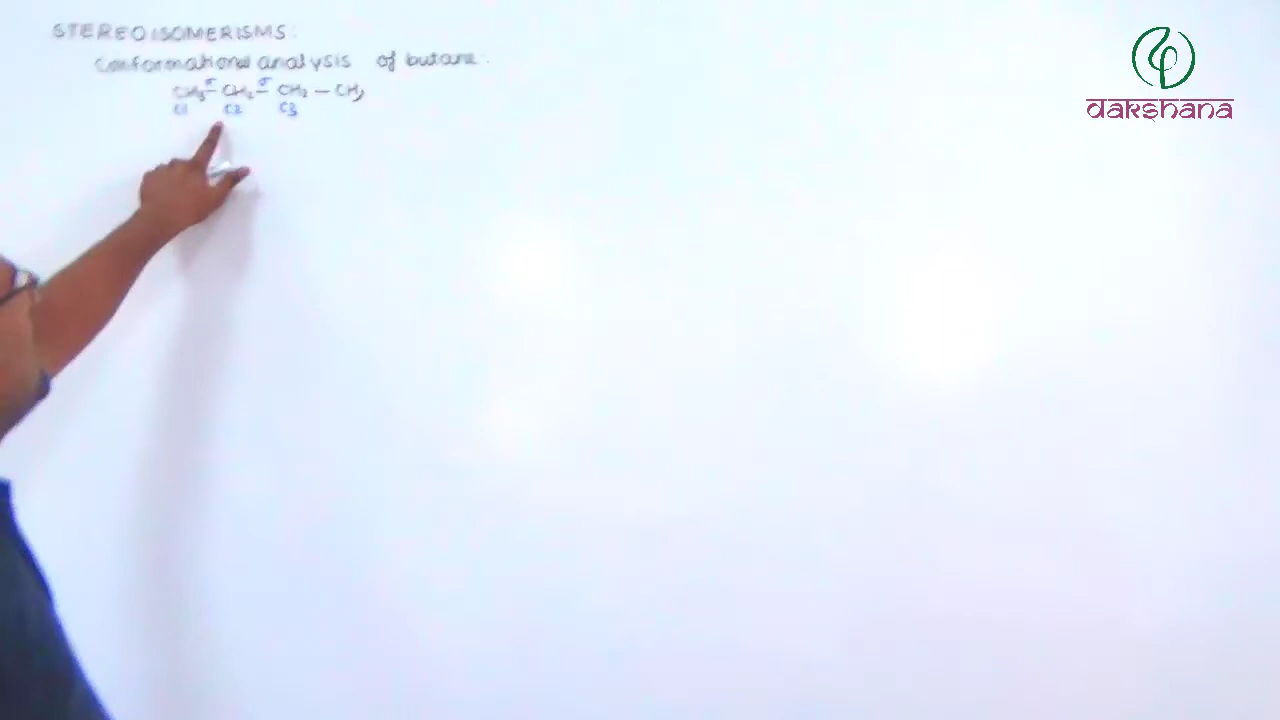 STEREOISOMERISMS:
Conformational analysis of butane:
CH₃ σ— CH₂ σ— CH₂ — CH₃
C1 C2 C3
dakshana